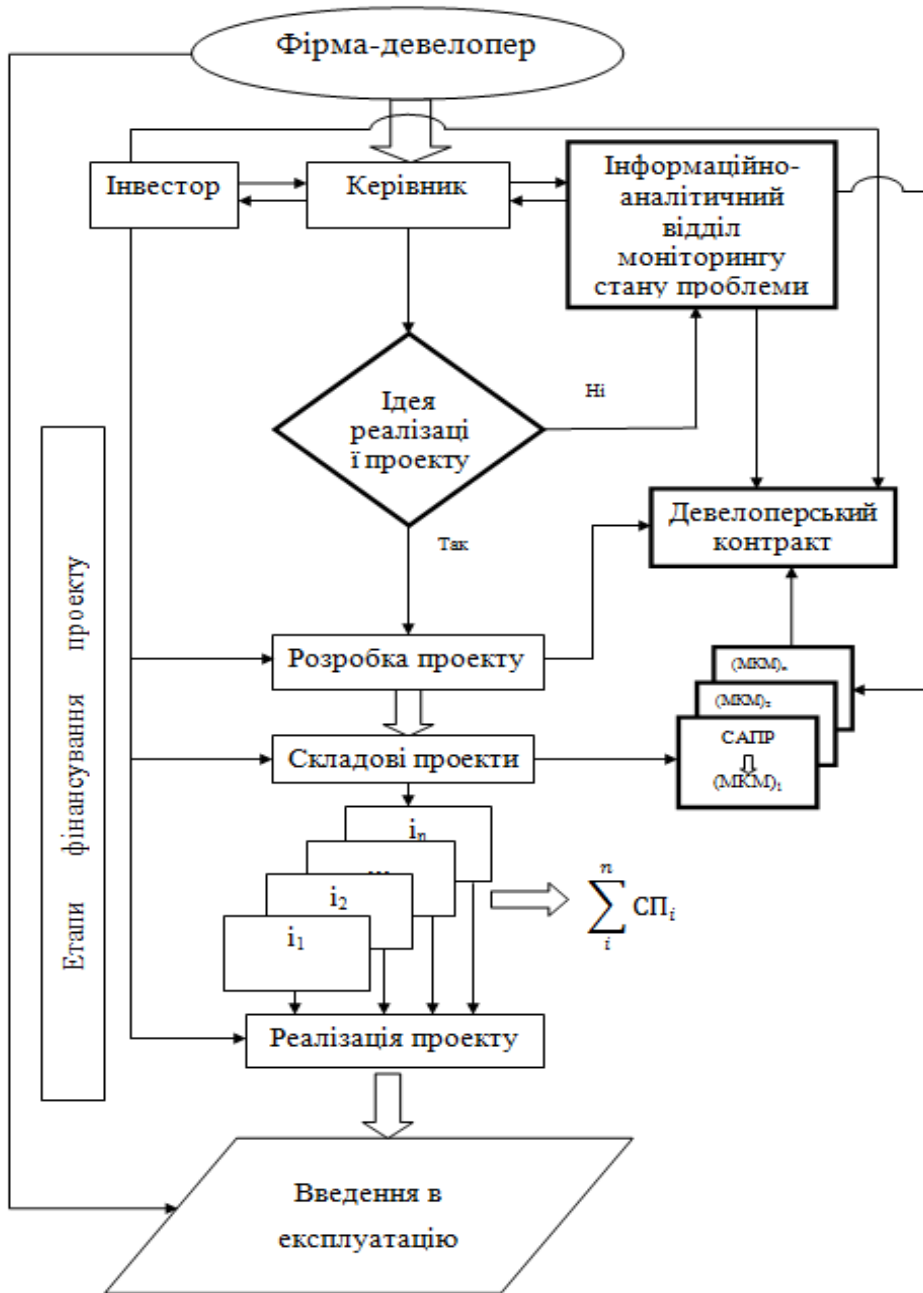 Фірма-девелопер
Інвестор
Керівник
Інформаційно-
аналітичний
відділ
моніторингу
стану проблеми
Ідея
реалізаці
ї проекту
Ні
Так
Девелоперський
контракт
Етапи фінансування проекту
Розробка проекту
(МКМ)ₙ
(МКМ)₂
САПР
(МКМ)₁
Складові проекти
iₙ
...
i₂
i₁
n
∑ СПᵢ
i
Реалізація проекту
Введення в
експлуатацію